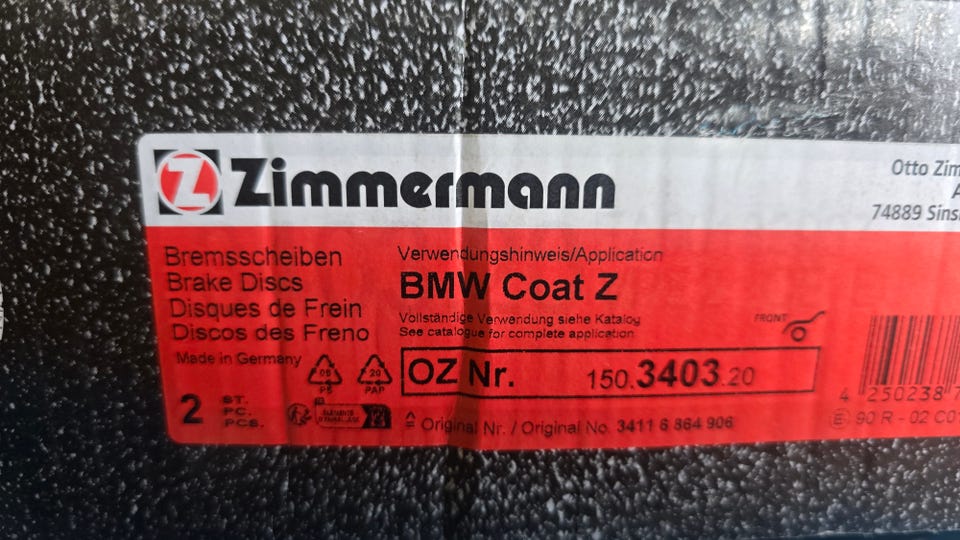 Z Zimmermann
Otto Zim
A
74889 Sins
Bremsscheiben
Brake Discs
Disques de Frein
Discos des Freno
Made in Germany
Verwendungshinweis/Application
BMW Coat Z
Vollständige Verwendung siehe Katalog
See catalogue for complete application
FRONT
OZ Nr. 150.3403.20
2 ST.
PC.
PCS.
PAP
≙ Original Nr. / Original No. 3411 6 864 906
4 250238 7
90 R - 02 C0